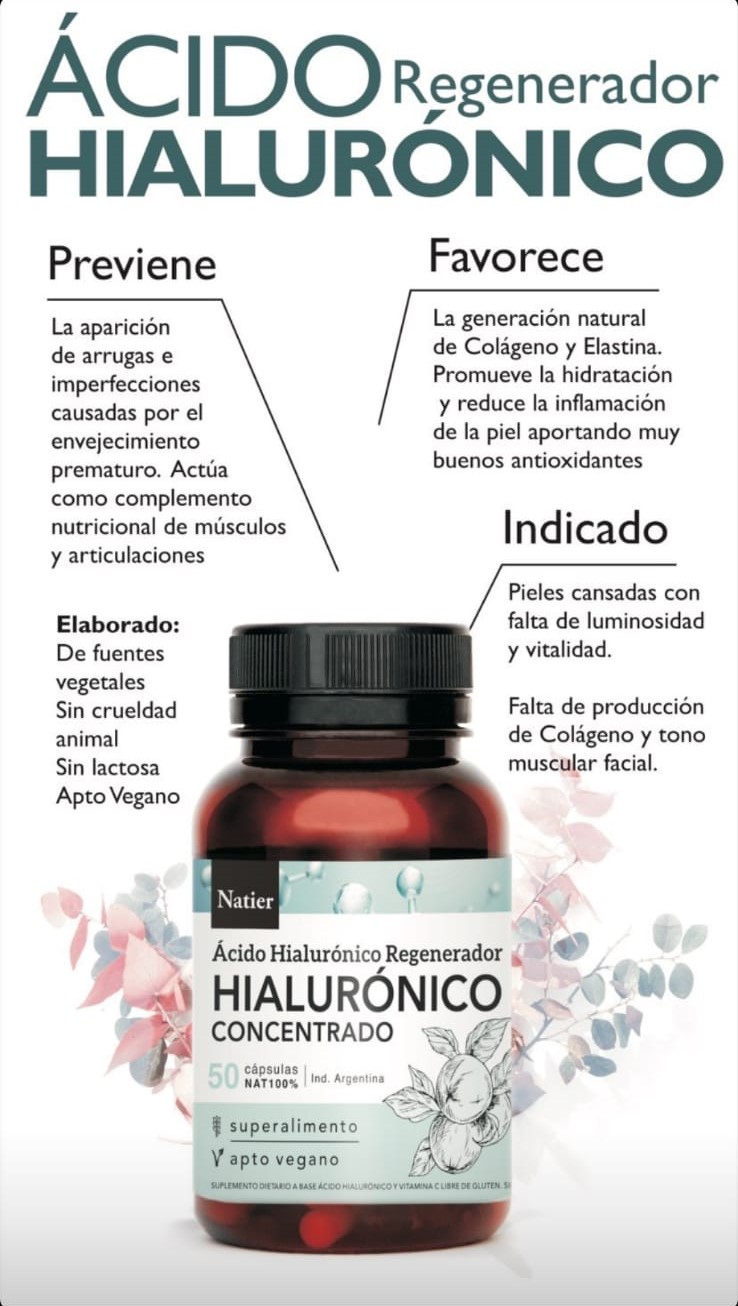 ÁCIDO Regenerador
HIALURÓNICO
Previene
La aparición
de arrugas e
imperfecciones
causadas por el
envejecimiento
prematuro. Actúa
como complemento
nutricional de músculos
y articulaciones
Favorece
La generación natural
de Colágeno y Elastina.
Promueve la hidratación
y reduce la inflamación
de la piel aportando muy
buenos antioxidantes
Indicado
Pieles cansadas con
falta de luminosidad
y vitalidad.
Falta de producción
de Colágeno y tono
muscular facial.
Elaborado:
De fuentes
vegetales
Sin crueldad
animal
Sin lactosa
Apto Vegano
Natier
Ácido Hialurónico Regenerador
HIALURÓNICO
CONCENTRADO
50 cápsulas
NAT100% | Ind. Argentina
superalimento
apto vegano
SUPLEMENTO DIETARIO A BASE ÁCIDO HIALURÓNICO Y VITAMINA C LIBRE DE GLUTEN.